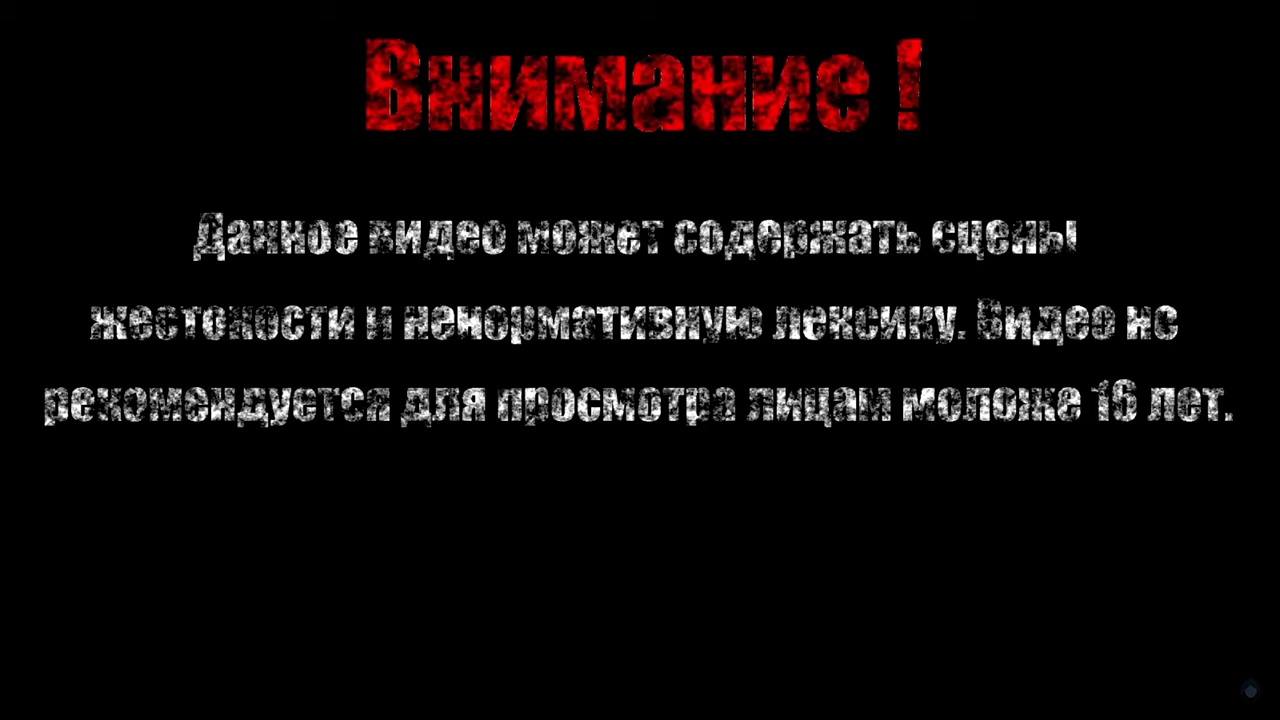 Внимание !
Данное видео может содержать сцены
жестокости и ненормативную лексику. Видео не
рекомендуется для просмотра лицам моложе 16 лет.